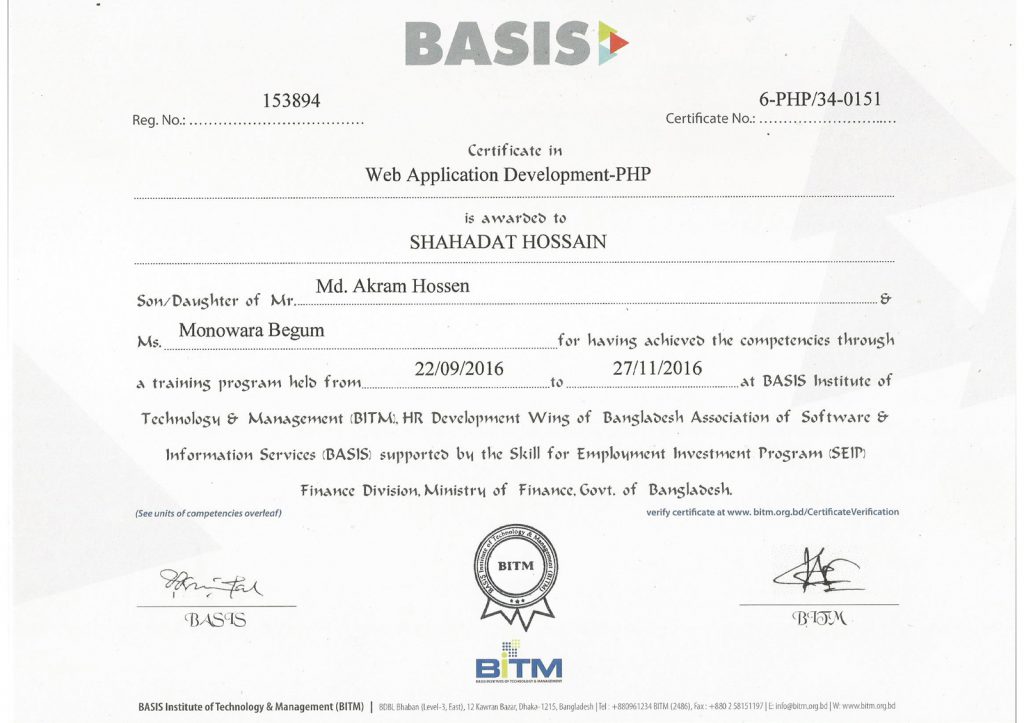 BASIS
153894
6-PHP/34-0151
Reg. No.: ................................
Certificate No.: ............................
Certificate in
Web Application Development-PHP
is awarded to
SHAHADAT HOSSAIN
Son/Daughter of Mr. Md. Akram Hossen &
Ms. Monowara Begum for having achieved the competencies through
a training program held from 22/09/2016 to 27/11/2016 at BASIS Institute of
Technology & Management (BITM), HR Development Wing of Bangladesh Association of Software &
Information Services (BASIS) supported by the Skill for Employment Investment Program (SEIP)
Finance Division, Ministry of Finance, Govt. of Bangladesh.
(See units of competencies overleaf)
verify certificate at www. bitm.org.bd/CertificateVerification
BASIS Institute of Technology & Management (BITM)
BITM
BASIS
BITM
BITM
BASIS INSTITUTE OF TECHNOLOGY & MANAGEMENT
BASIS Institute of Technology & Management (BITM) | BDBL Bhaban (Level-3, East), 12 Kawran Bazar, Dhaka-1215, Bangladesh | Tel : +880961234 BITM (2486), Fax : +880 2 58151197 | E: info@bitm.org.bd | W: www.bitm.org.bd